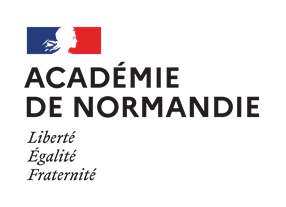 ACADÉMIE
DE NORMANDIE
Liberté
Égalité
Fraternité